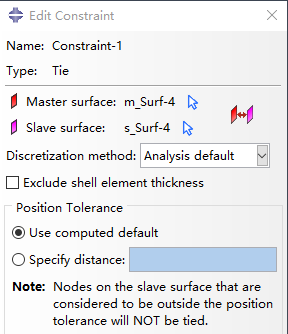 Edit Constraint
Name: Constraint-1
Type: Tie
Master surface: m_Surf-4
Slave surface: s_Surf-4
Discretization method: Analysis default
Exclude shell element thickness
Position Tolerance
Use computed default
Specify distance:
Note: Nodes on the slave surface that are
considered to be outside the position
tolerance will NOT be tied.